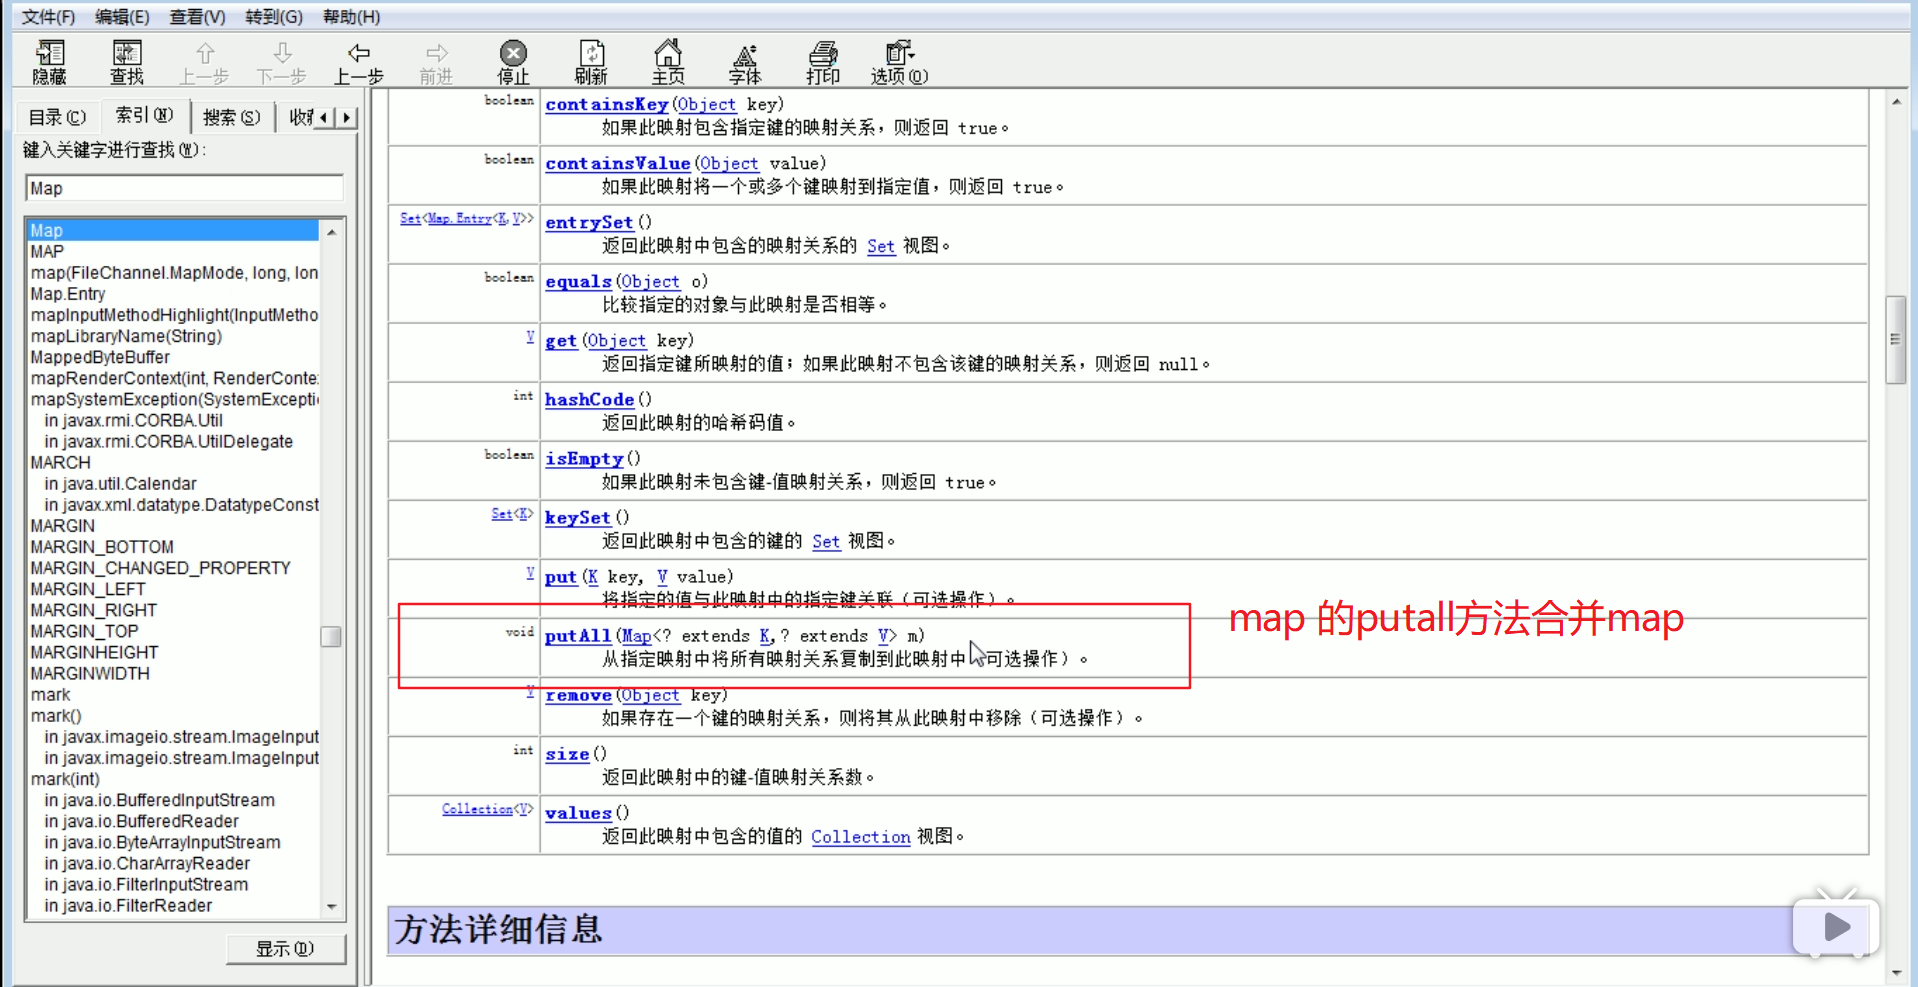 文件(F) 编辑(E) 查看(V) 转到(G) 帮助(H)
隐藏 查找 上一步 下一步 上一步 前进 停止 刷新 主页 字体 打印 选项(O)
目录(C) 索引(N) 搜索(S) 收
键入关键字进行查找(W):
Map
Map
MAP
map(FileChannel.MapMode, long, lon
Map.Entry
mapInputMethodHighlight(InputMetho
mapLibraryName(String)
MappedByteBuffer
mapRenderContext(int, RenderConte
mapSystemException(SystemExcepti
in javax.rmi.CORBA.Util
in javax.rmi.CORBA.UtilDelegate
MARCH
in java.util.Calendar
in javax.xml.datatype.DatatypeConst
MARGIN
MARGIN_BOTTOM
MARGIN_CHANGED_PROPERTY
MARGIN_LEFT
MARGIN_RIGHT
MARGIN_TOP
MARGINHEIGHT
MARGINWIDTH
mark
mark()
in javax.imageio.stream.ImageInput
in javax.imageio.stream.ImageInput
mark(int)
in java.io.BufferedInputStream
in java.io.BufferedReader
in java.io.ByteArrayInputStream
in java.io.CharArrayReader
in java.io.FilterInputStream
in java.io.FilterReader
显示(D)
boolean containsKey(Object key)
如果此映射包含指定键的映射关系，则返回 true。
boolean containsValue(Object value)
如果此映射将一个或多个键映射到指定值，则返回 true。
Set<Map.Entry<K,V>> entrySet()
返回此映射中包含的映射关系的 Set 视图。
boolean equals(Object o)
比较指定的对象与此映射是否相等。
V get(Object key)
返回指定键所映射的值；如果此映射不包含该键的映射关系，则返回 null。
int hashCode()
返回此映射的哈希码值。
boolean isEmpty()
如果此映射未包含键-值映射关系，则返回 true。
Set<K> keySet()
返回此映射中包含的键的 Set 视图。
V put(K key, V value)
将指定的值与此映射中的指定键关联（可选操作）。
void putAll(Map<? extends K,? extends V> m)
从指定映射中将所有映射关系复制到此映射中（可选操作）。
map 的putall方法合并map
V remove(Object key)
如果存在一个键的映射关系，则将其从此映射中移除（可选操作）。
int size()
返回此映射中的键-值映射关系数。
Collection<V> values()
返回此映射中包含的值的 Collection 视图。
方法详细信息